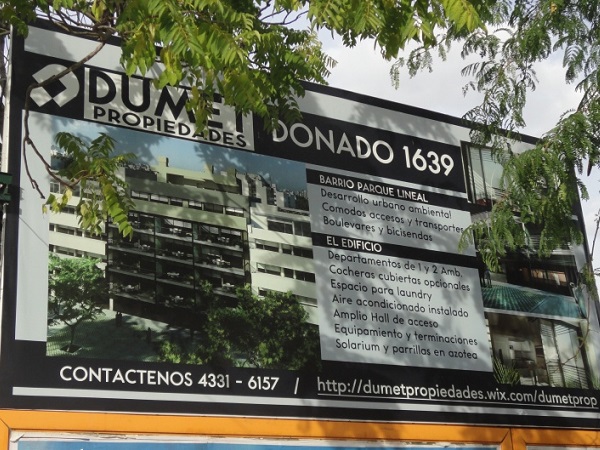 DUMET
PROPIEDADES
DONADO 1639
BARRIO PARQUE LINEAL
Desarrollo urbano ambiental
Comodos accesos y transporter
Boulevares y bicisendas
EL EDIFICIO
Departamentos de 1 y 2 Amb.
Cocheras cubiertas opcionales
Espacio para laundry
Aire acondicionado instalado
Amplio Hall de acceso
Equipamiento y terminaciones
Solarium y parrillas en azotea
CONTACTENOS 4331 - 6157 / http://dumetpropiedades.wix.com/dumetprop